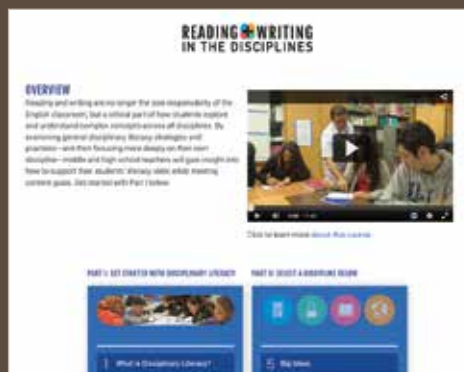 READING WRITING
IN THE DISCIPLINES
OVERVIEW
Reading and writing are no longer the sole responsibility of the
English classroom, but a critical part of how students explore
and understand complex concepts across all disciplines. By
examining general disciplinary literacy strategies and
practices—and then focusing more deeply on their own
discipline—middle and high school teachers will gain insight into
how to support their students' literacy skills while meeting
content goals. Get started with Part I below.
Click to learn more about this course.
PART I: GET STARTED WITH DISCIPLINARY LITERACY
PART II: SELECT A DISCIPLINE BELOW
1 What is Disciplinary Literacy?
5 Big Ideas